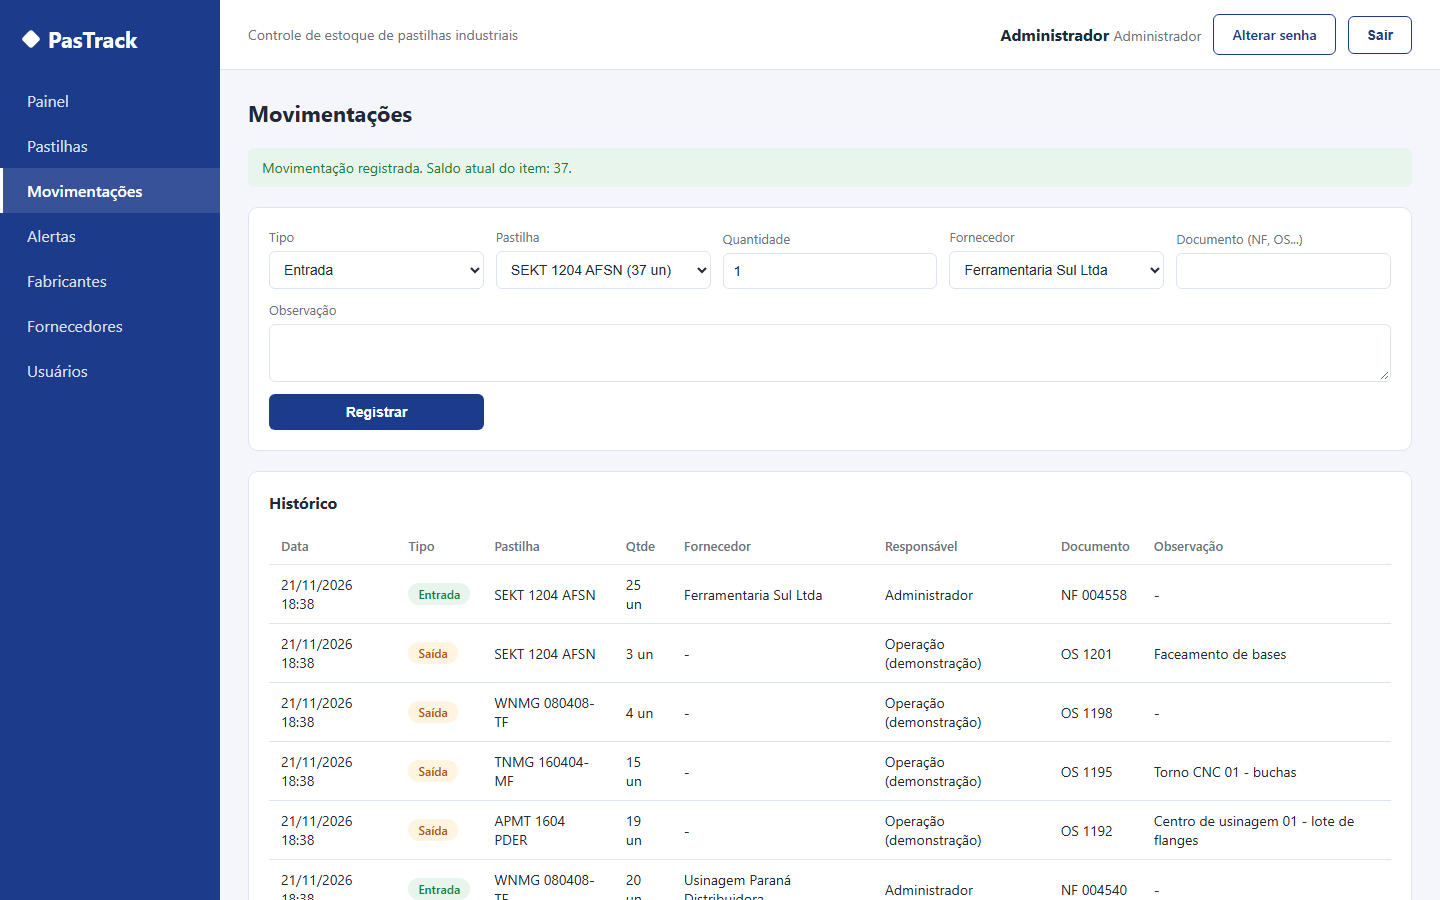 PasTrack
Controle de estoque de pastilhas industriais
Administrador Administrador
Alterar senha
Sair
Painel
Pastilhas
Movimentações
Alertas
Fabricantes
Fornecedores
Usuários
Movimentações
Movimentação registrada. Saldo atual do item: 37.
Tipo
Pastilha
Quantidade
Fornecedor
Documento (NF, OS...)
Entrada
SEKT 1204 AFSN (37 un)
1
Ferramentaria Sul Ltda
Observação
Registrar
Histórico
Data Tipo Pastilha Qtde Fornecedor Responsável Documento Observação
21/11/2026 18:38 Entrada SEKT 1204 AFSN 25 un Ferramentaria Sul Ltda Administrador NF 004558 -
21/11/2026 18:38 Saída SEKT 1204 AFSN 3 un - Operação (demonstração) OS 1201 Faceamento de bases
21/11/2026 18:38 Saída WNMG 080408-TF 4 un - Operação (demonstração) OS 1198 -
21/11/2026 18:38 Saída TNMG 160404-MF 15 un - Operação (demonstração) OS 1195 Torno CNC 01 - buchas
21/11/2026 18:38 Saída APMT 1604 PDER 19 un - Operação (demonstração) OS 1192 Centro de usinagem 01 - lote de flanges
21/11/2026 18:38 Entrada WNMG 080408-TF 20 un Usinagem Paraná Distribuidora Administrador NF 004540 -